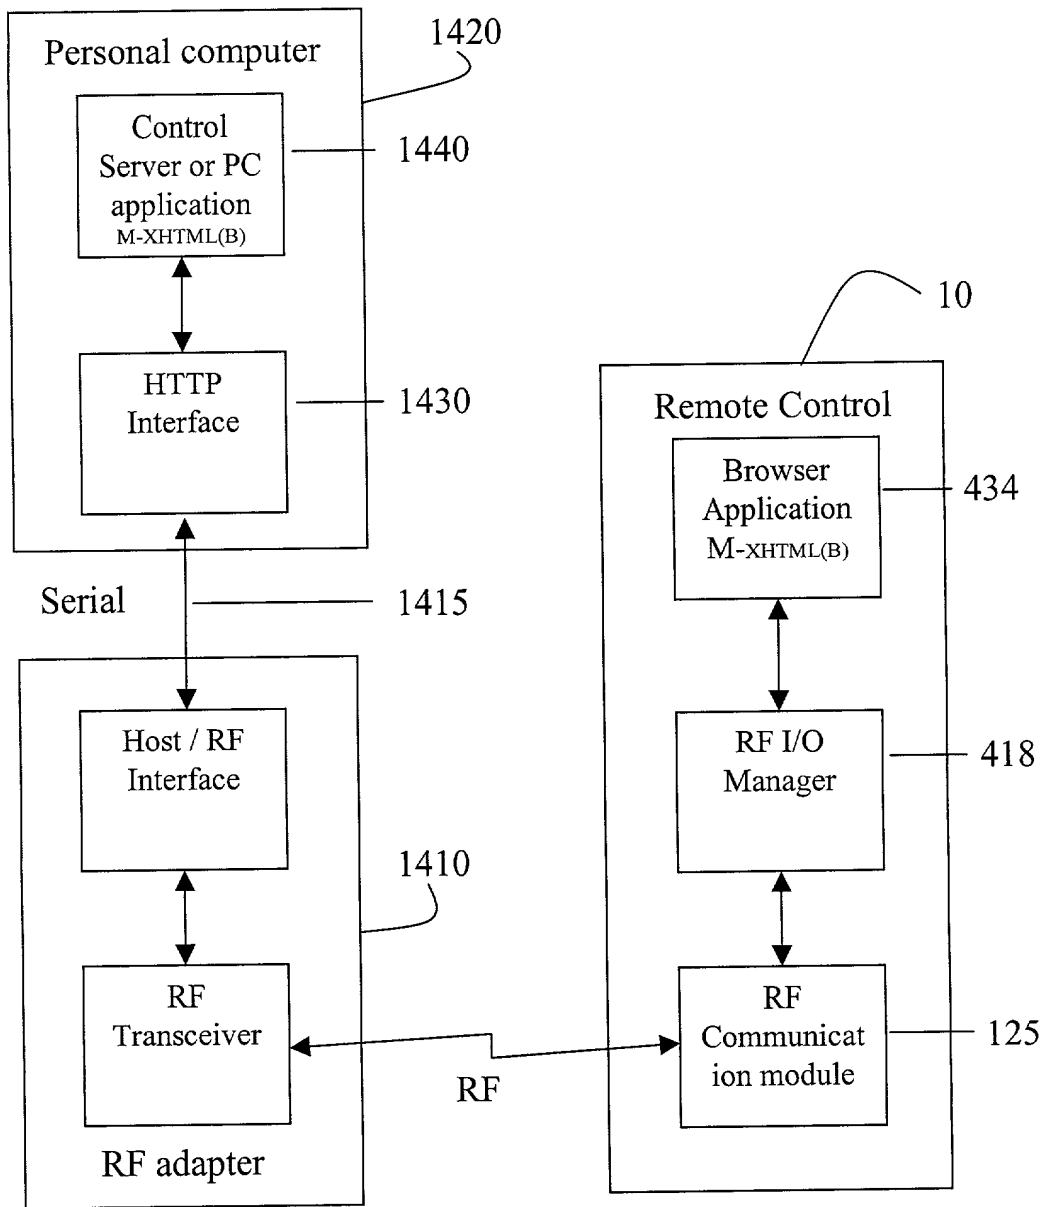 Personal computer
1420
Control
Server or PC
application
M-XHTML(B)
1440
HTTP
Interface
1430
Serial
1415
Host / RF
Interface
1410
RF
Transceiver
RF adapter
RF
10
Remote Control
Browser
Application
M-XHTML(B)
434
RF I/O
Manager
418
RF
Communicat
ion module
125